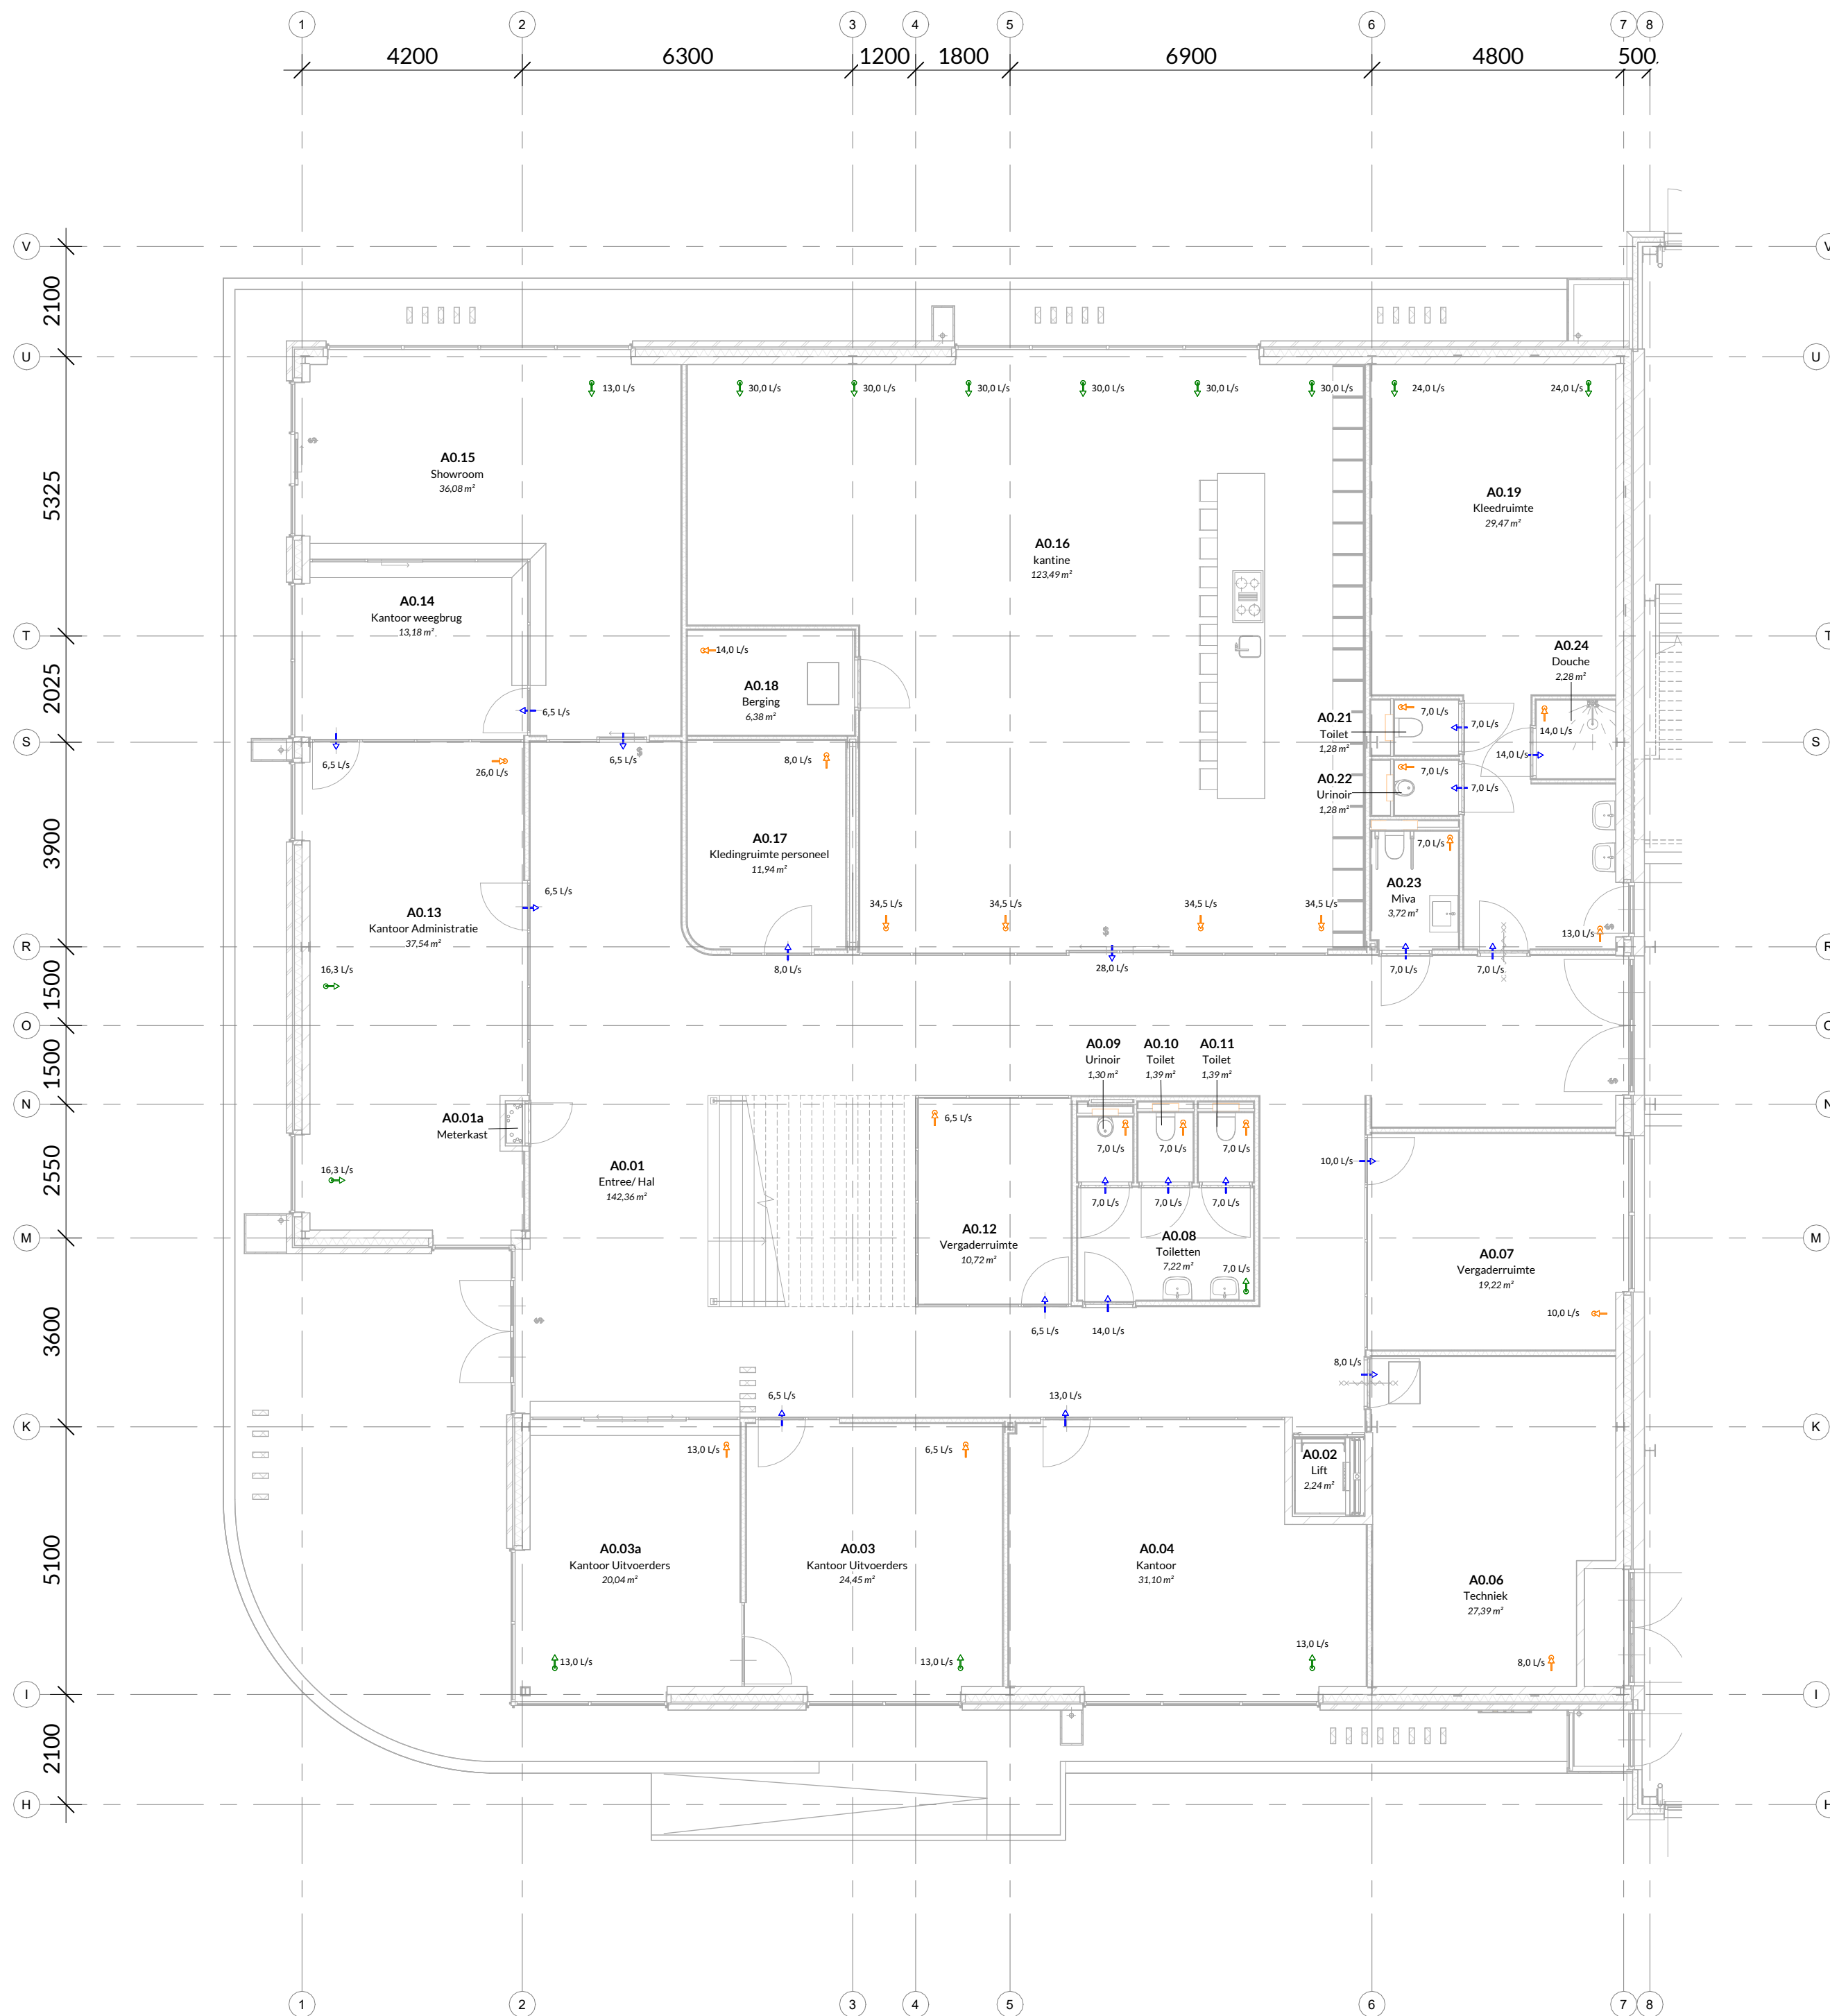 1 2 3 4 5 6 7 8
4200 6300 1200 1800 6900 4800 500.
V V
2100
U U
13,0 L/s 30,0 L/s 30,0 L/s 30,0 L/s 30,0 L/s 30,0 L/s 30,0 L/s 24,0 L/s 24,0 L/s
5325
A0.15
Showroom
36,08 m²
A0.19
Kleedruimte
29,47 m²
A0.16
kantine
123,49 m²
A0.14
Kantoor weegbrug
13,18 m²
T T
2025
14,0 L/s
A0.18
Berging
6,38 m²
A0.24
Douche
2,28 m²
6,5 L/s
A0.21
Toilet
1,28 m²
7,0 L/s
7,0 L/s
14,0 L/s
S S
6,5 L/s
26,0 L/s
6,5 L/s
8,0 L/s
14,0 L/s
A0.22
Urinoir
1,28 m²
7,0 L/s
7,0 L/s
3900
A0.17
Kledingruimte personeel
11,94 m²
7,0 L/s
A0.23
Miva
3,72 m²
6,5 L/s
A0.13
Kantoor Administratie
37,54 m²
34,5 L/s 34,5 L/s 34,5 L/s 34,5 L/s
13,0 L/s
R R
16,3 L/s
8,0 L/s
28,0 L/s
7,0 L/s
7,0 L/s
1500
O O
1500
A0.09
Urinoir
1,30 m²
A0.10
Toilet
1,39 m²
A0.11
Toilet
1,39 m²
N N
A0.01a
Meterkast
6,5 L/s
7,0 L/s 7,0 L/s 7,0 L/s
2550
16,3 L/s
A0.01
Entree/ Hal
142,36 m²
10,0 L/s
7,0 L/s 7,0 L/s 7,0 L/s
A0.12
Vergaderruimte
10,72 m²
A0.08
Toiletten
7,22 m²
7,0 L/s
M M
A0.07
Vergaderruimte
19,22 m²
10,0 L/s
3600
6,5 L/s
14,0 L/s
8,0 L/s
6,5 L/s
13,0 L/s
K K
13,0 L/s
6,5 L/s
A0.02
Lift
2,24 m²
5100
A0.03a
Kantoor Uitvoerders
20,04 m²
A0.03
Kantoor Uitvoerders
24,45 m²
A0.04
Kantoor
31,10 m²
A0.06
Techniek
27,39 m²
13,0 L/s
13,0 L/s
13,0 L/s
8,0 L/s
I I
2100
H H
1 2 3 4 5 6 7 8